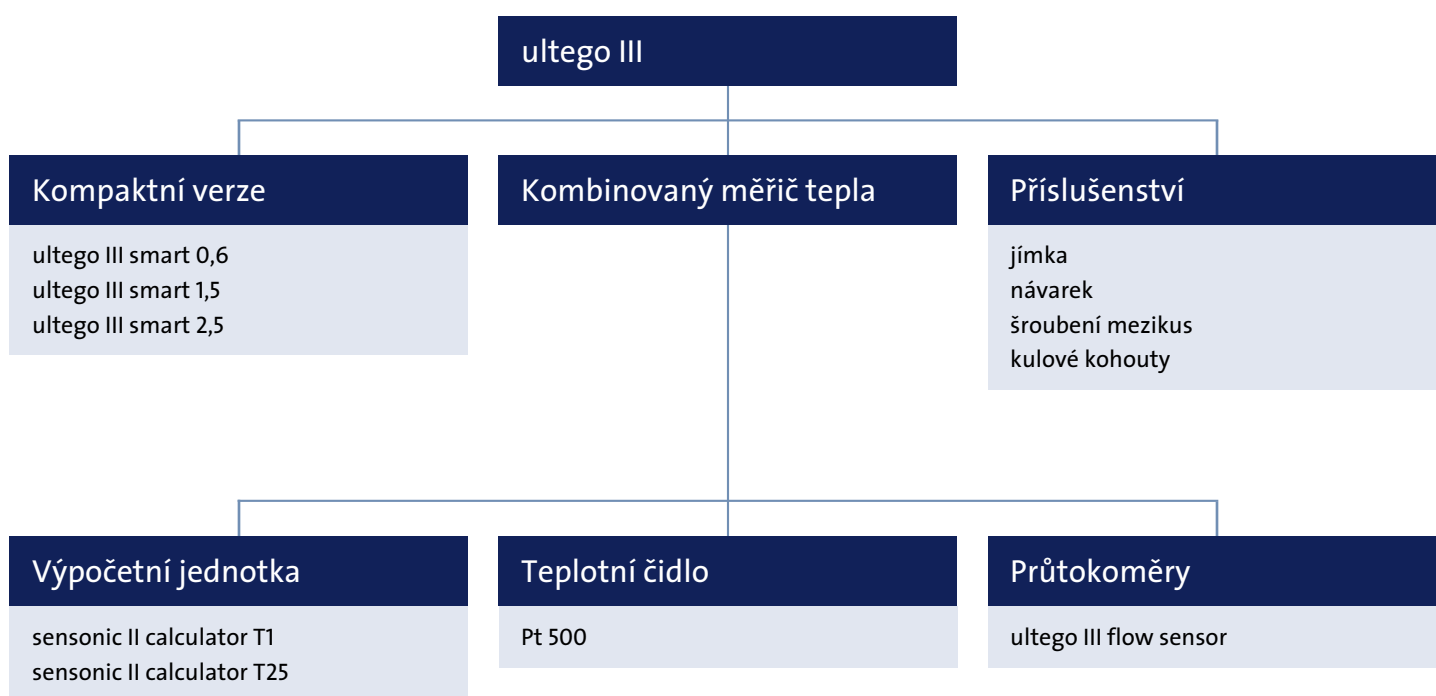 ultego III
Kompaktní verze
ultego III smart 0,6
ultego III smart 1,5
ultego III smart 2,5
Kombinovaný měřič tepla
Příslušenství
jímka
návarek
šroubení mezikus
kulové kohouty
Výpočetní jednotka
sensonic II calculator T1
sensonic II calculator T25
Teplotní čidlo
Pt 500
Průtokoměry
ultego III flow sensor